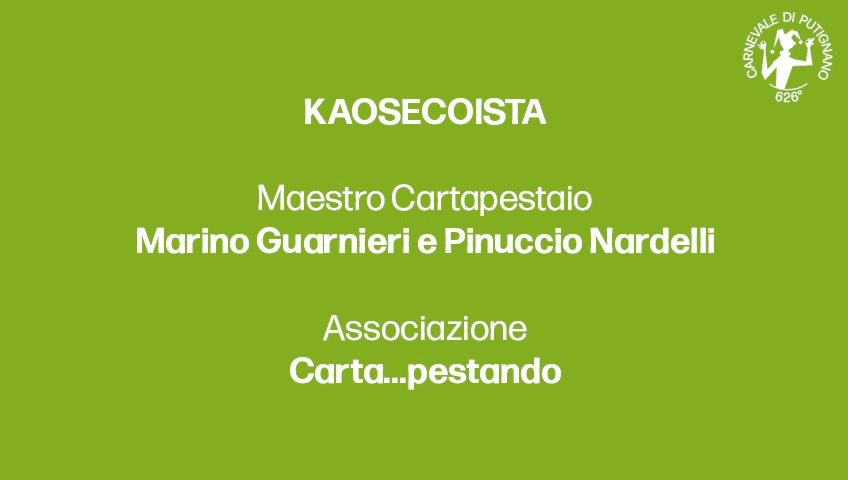 CARNEVALE DI PUTIGNANO
626°
KAOSECOISTA
Maestro Cartapestaio
Marino Guarnieri e Pinuccio Nardelli
Associazione
Carta...pestando